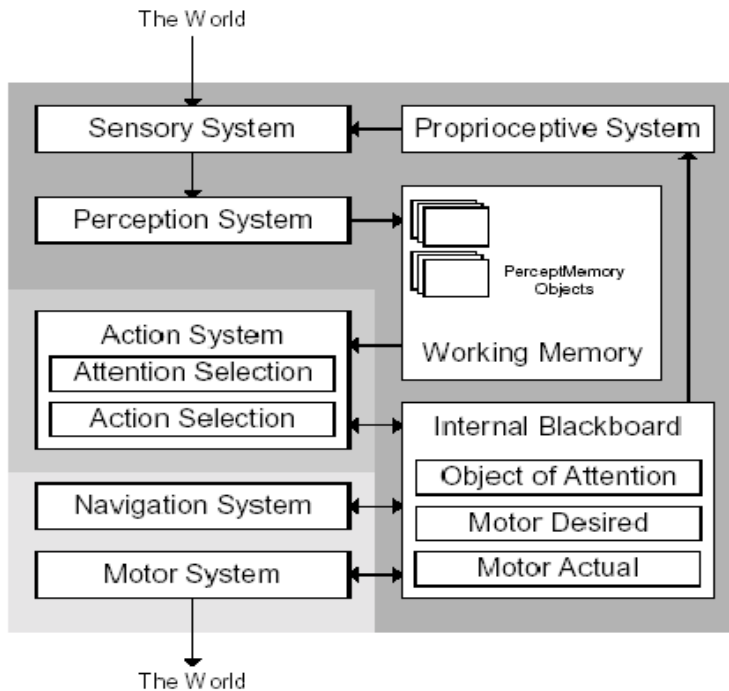 The World
Sensory System
Proprioceptive System
Perception System
PerceptMemory
Objects
Working Memory
Action System
Attention Selection
Action Selection
Internal Blackboard
Object of Attention
Motor Desired
Motor Actual
Navigation System
Motor System
The World